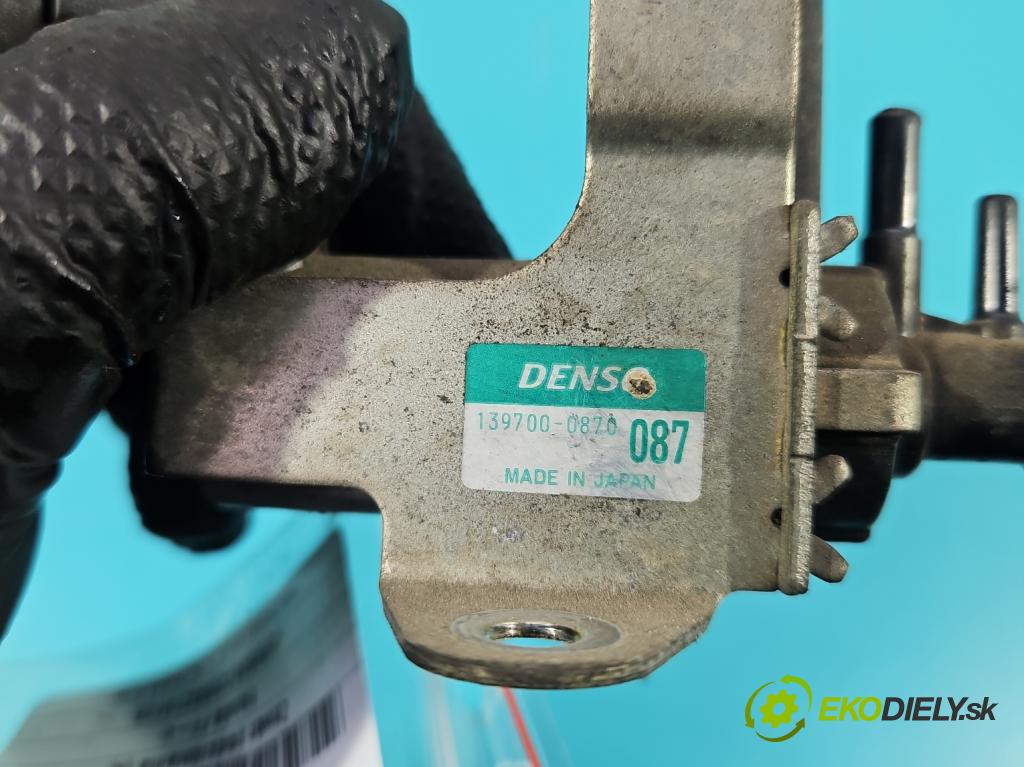 DENSO
139700-0870 087
MADE IN JAPAN
EKODIELY.sk